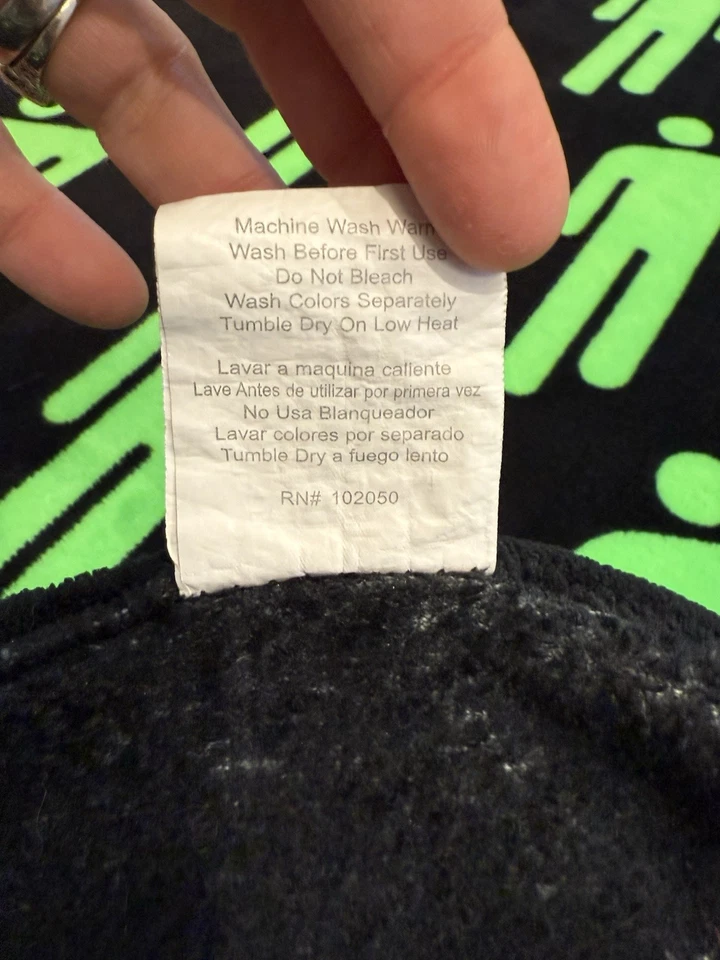 Machine Wash Warm
Wash Before First Use
Do Not Bleach
Wash Colors Separately
Tumble Dry On Low Heat
Lavar a maquina caliente
Lave Antes de utilizar por primera vez
No Usa Blanqueador
Lavar colores por separado
Tumble Dry a fuego lento
RN# 102050